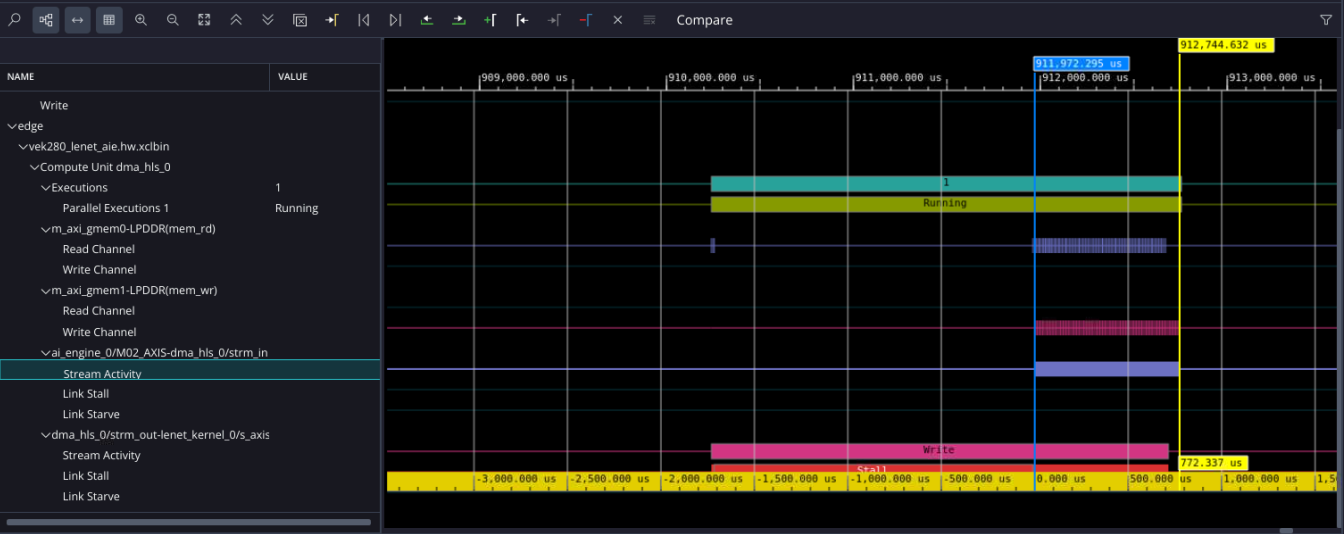 Compare
912,744.632 us
911,972.295 us
NAME VALUE
909,000.000 us 910,000.000 us 911,000.000 us 912,000.000 us 913,000.000 us
Write
edge
vek280_lenet_aie.hw.xclbin
Compute Unit dma_hls_0
Executions 1
1
Parallel Executions 1 Running
Running
m_axi_gmem0-LPDDR(mem_rd)
Read Channel
Write Channel
m_axi_gmem1-LPDDR(mem_wr)
Read Channel
Write Channel
ai_engine_0/M02_AXIS-dma_hls_0/strm_in
Stream Activity
Link Stall
Link Starve
dma_hls_0/strm_out-lenet_kernel_0/s_axis
Write
Stream Activity
772.337 us
Stall
Link Stall
-3,000.000 us -2,500.000 us -2,000.000 us -1,500.000 us -1,000.000 us -500.000 us 0.000 us 500.000 us 1,000.000 us 1,5
Link Starve